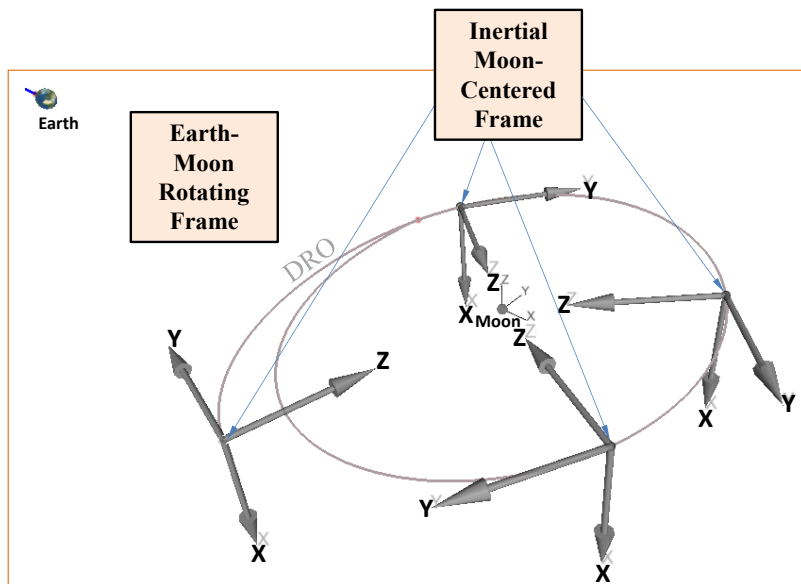 Inertial
Moon-
Centered
Frame
Earth
Earth-
Moon
Rotating
Frame
DRO
Y
Y
Z
X
Z
Z
Y
X
X
Moon
Z
Z
Z
X
X
Y
Y
Z
X
X
Y
Y
X
X
Y
Y
X
X